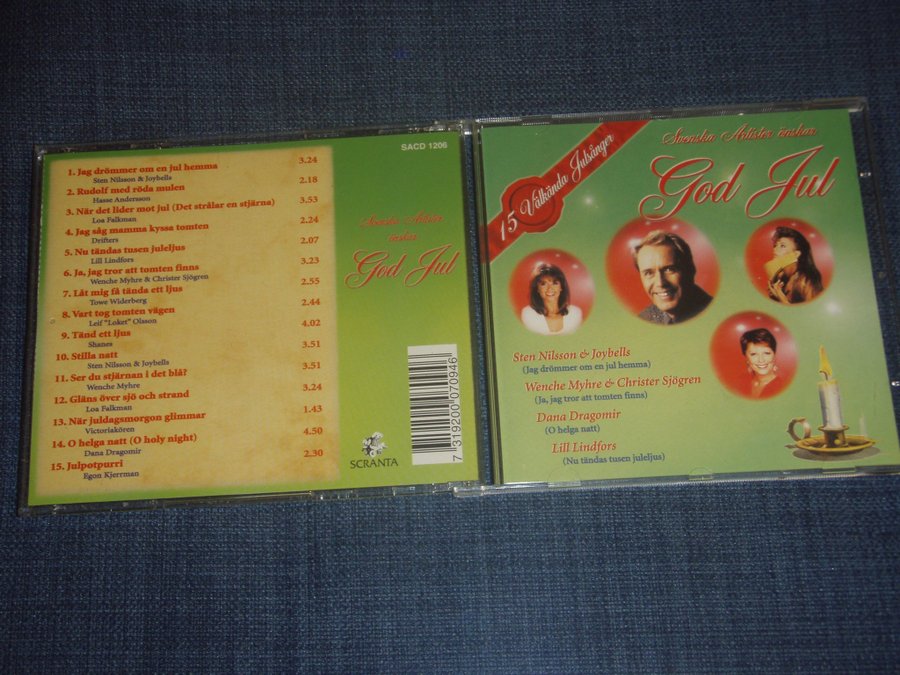 1. Jag drömmer om en jul hemma 3.24
Sten Nilsson & Joybells
2. Rudolf med röda mulen 2.18
Hasse Andersson
3. När det lider mot jul (Det strålar en stjärna) 3.53
Loa Falkman
4. Jag såg mamma kyssa tomten 2.24
Drifters
5. Nu tändas tusen juleljus 2.07
Lill Lindfors
6. Ja, jag tror att tomten finns 3.23
Wenche Myhre & Christer Sjögren
7. Låt mig få tända ett ljus 2.55
Towe Widerberg
8. Vart tog tomten vägen 2.44
Leif "Loket" Olsson
9. Tänd ett ljus 4.02
Shanes
10. Stilla natt 3.51
Sten Nilsson & Joybells
11. Ser du stjärnan i det blå? 3.51
Wenche Myhre
12. Gläns över sjö och strand 3.24
Loa Falkman
13. När Juldagsmorgon glimmar 1.43
Victoriakören
14. O helga natt (O holy night) 4.50
Dana Dragomir
15. Julpotpurri 2.30
Egon Kjerrman
SACD 1206
Svenska Artister
önskar
God Jul
SCRANTA
7 319200 070946
15 Välkända Julsånger
Svenska Artister önskar
God Jul
Sten Nilsson & Joybells
(Jag drömmer om en jul hemma)
Wenche Myhre & Christer Sjögren
(Ja, jag tror att tomten finns)
Dana Dragomir
(O helga natt)
Lill Lindfors
(Nu tändas tusen juleljus)